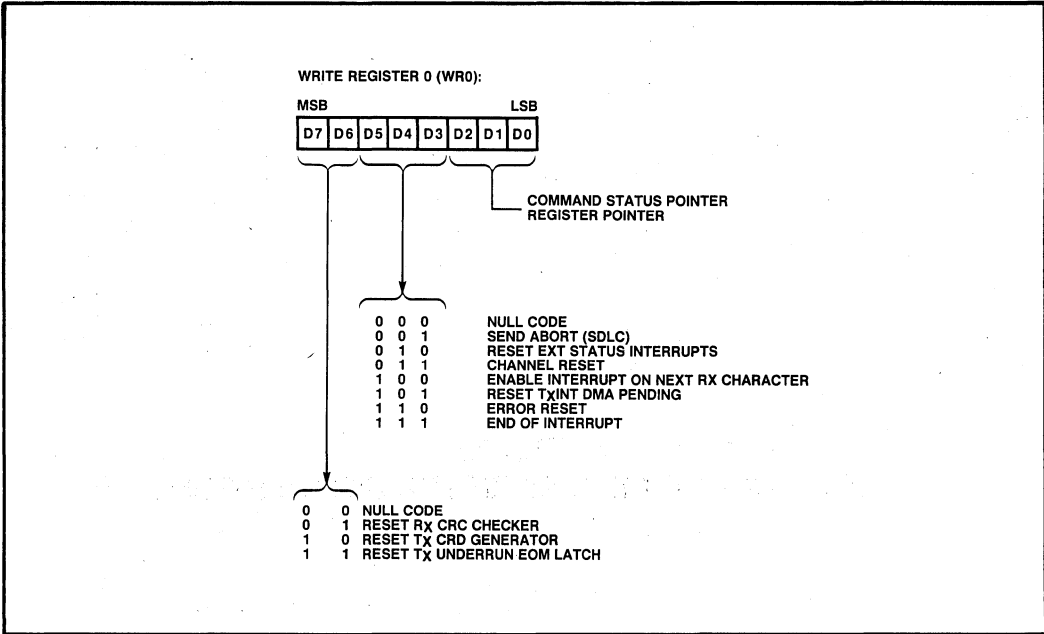 WRITE REGISTER 0 (WR0):
MSB LSB
D7 D6 D5 D4 D3 D2 D1 D0
COMMAND STATUS POINTER
REGISTER POINTER
0 0 0 NULL CODE
0 0 1 SEND ABORT (SDLC)
0 1 0 RESET EXT STATUS INTERRUPTS
0 1 1 CHANNEL RESET
1 0 0 ENABLE INTERRUPT ON NEXT RX CHARACTER
1 0 1 RESET TXINT DMA PENDING
1 1 0 ERROR RESET
1 1 1 END OF INTERRUPT
0 0 NULL CODE
0 1 RESET RX CRC CHECKER
1 0 RESET TX CRD GENERATOR
1 1 RESET TX UNDERRUN EOM LATCH